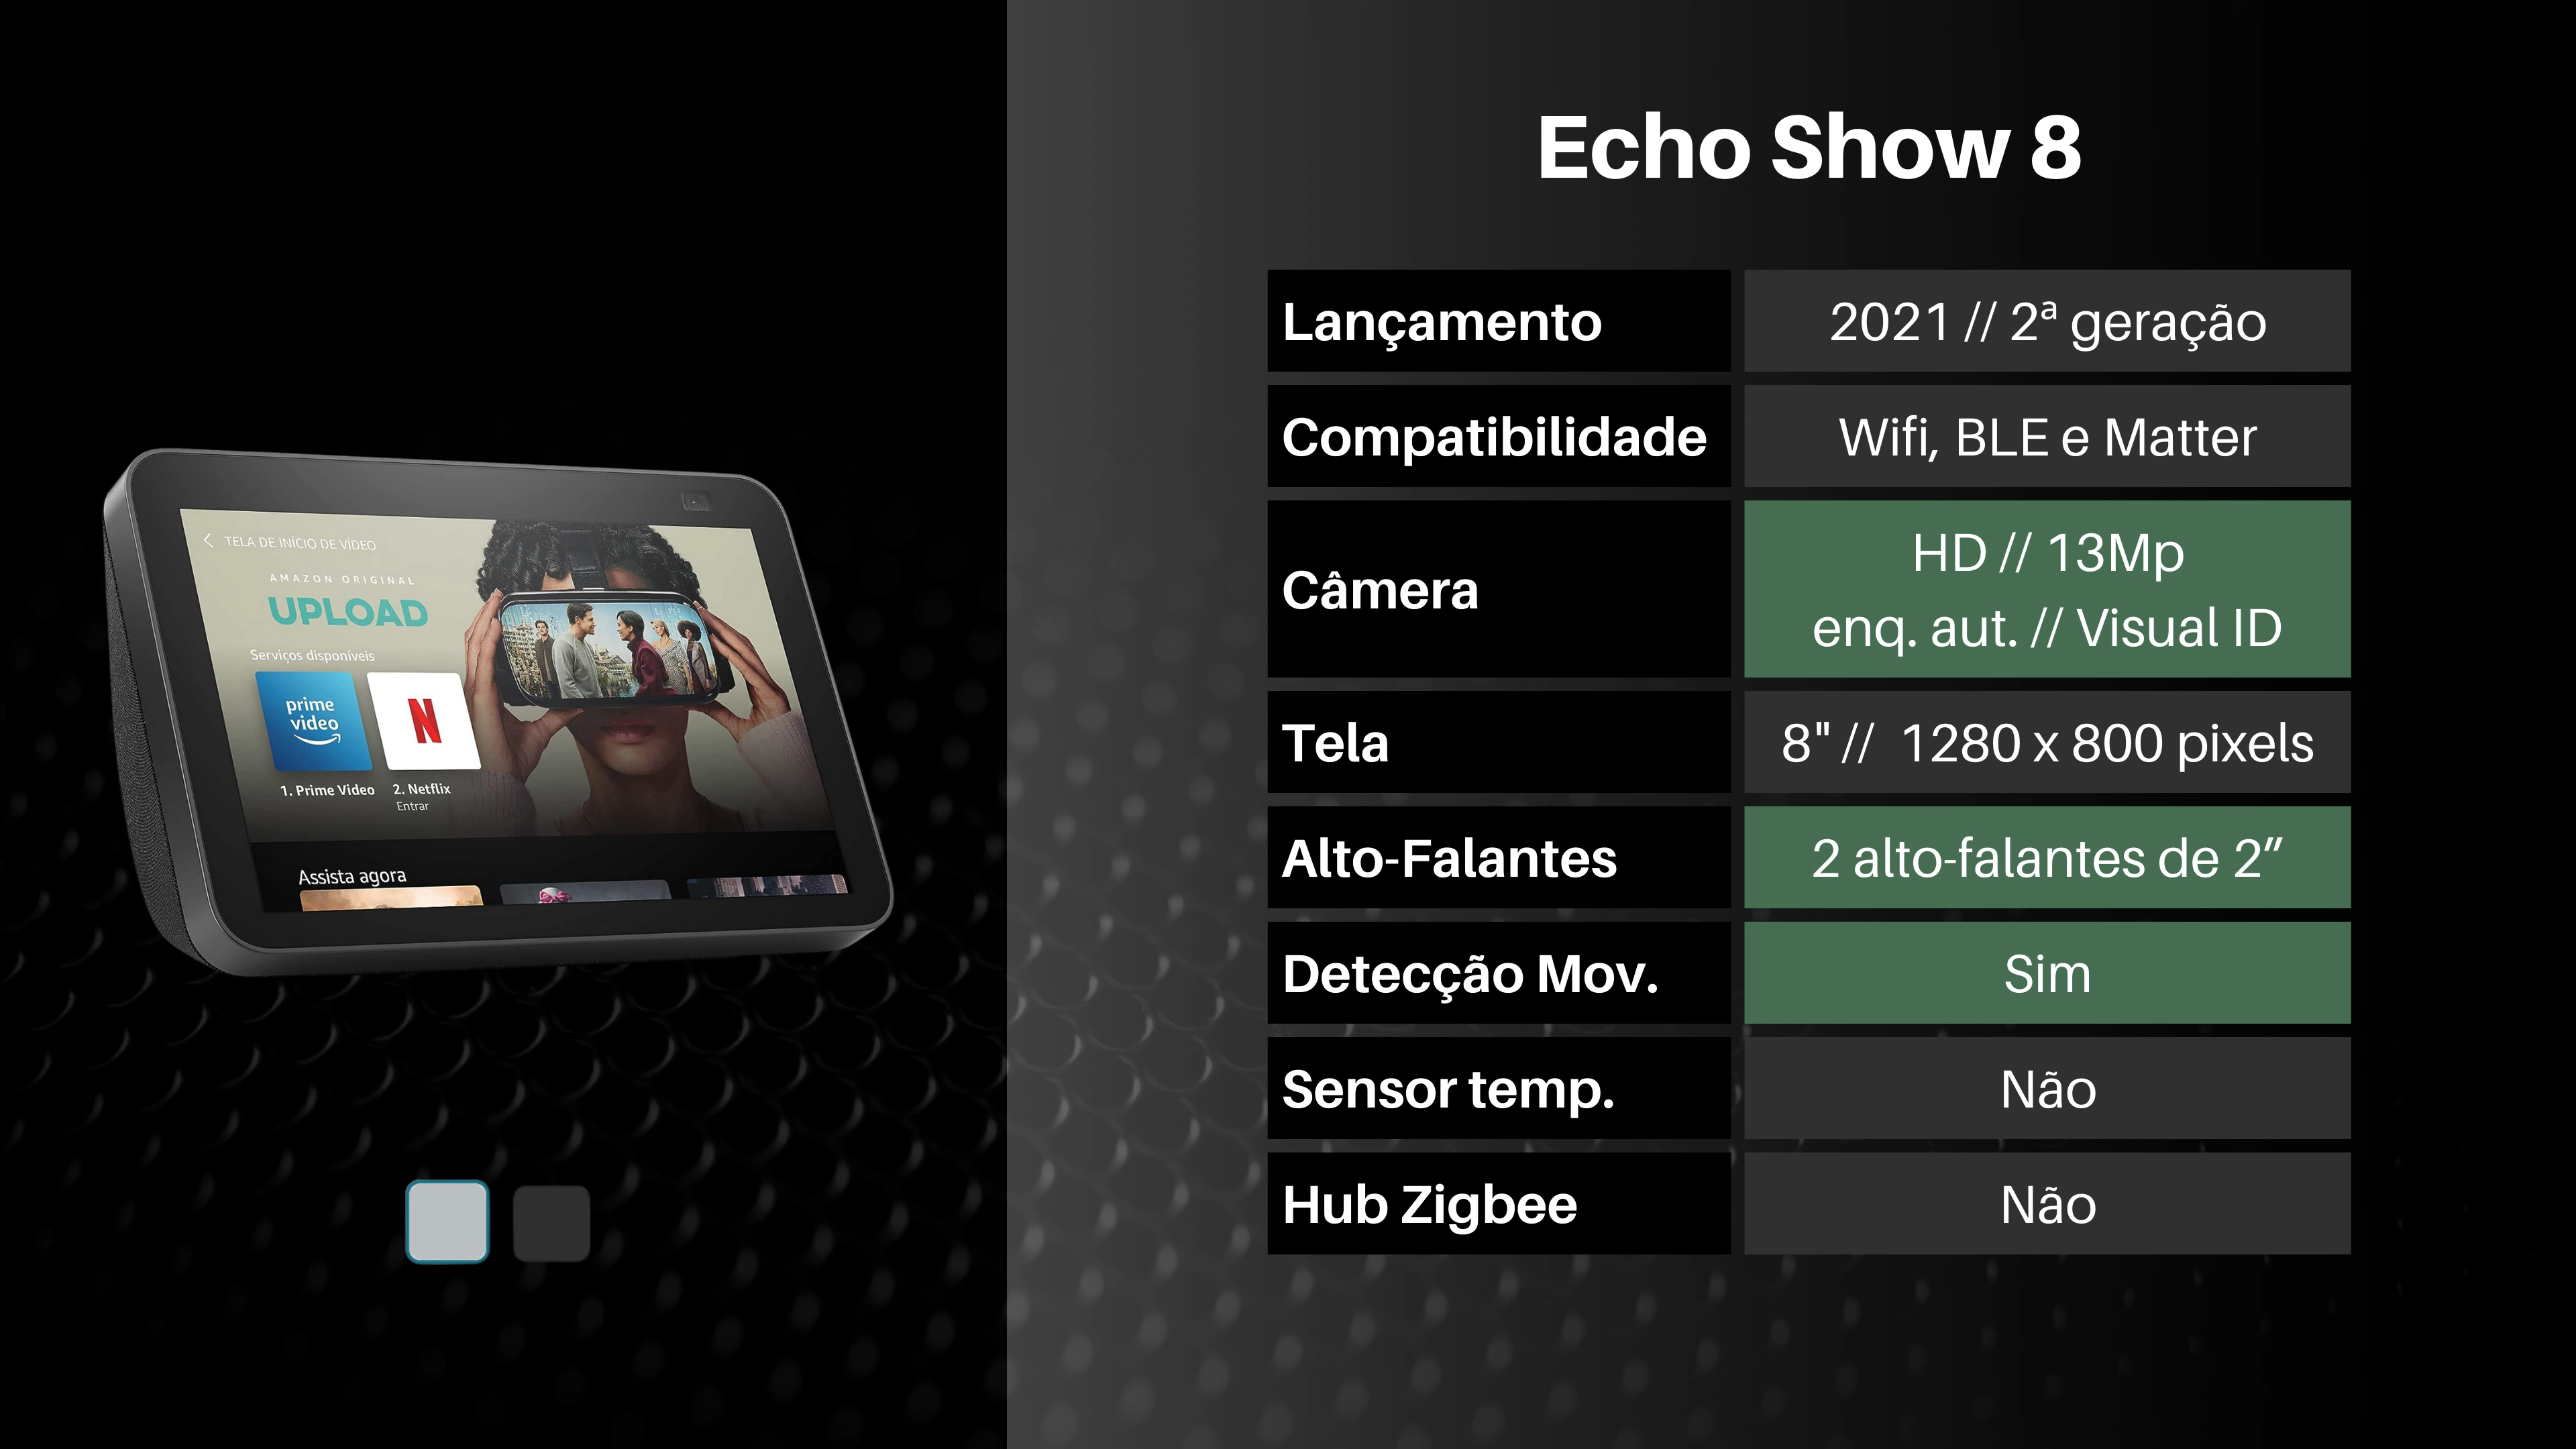 Echo Show 8
Lançamento 2021 // 2ª geração
Compatibilidade Wifi, BLE e Matter
Câmera HD // 13Mp
enq. aut. // Visual ID
Tela 8" // 1280 x 800 pixels
Alto-Falantes 2 alto-falantes de 2”
Detecção Mov. Sim
Sensor temp. Não
Hub Zigbee Não
TELA DE INÍCIO DE VÍDEO
AMAZON ORIGINAL
UPLOAD
Serviços disponíveis
prime
video
N
1. Prime Video 2. Netflix
Entrar
Assista agora